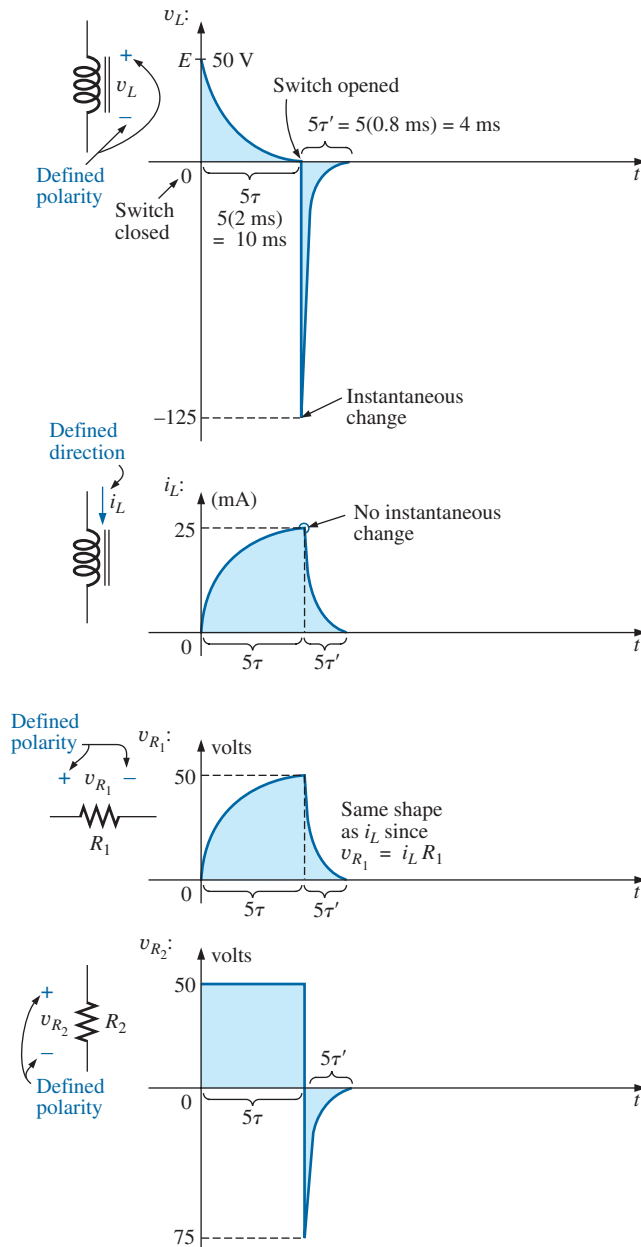 v_L:
+
v_L
–
Defined
polarity
E
50 V
Switch opened
5τ′ = 5(0.8 ms) = 4 ms
0
t
Switch
closed
5τ
5(2 ms)
= 10 ms
–125
Instantaneous
change
Defined
direction
i_L
i_L:
(mA)
25
No instantaneous
change
0
t
5τ
5τ′
Defined
polarity
+ v_R1 –
R1
v_R1:
volts
50
Same shape
as i_L since
v_R1 = i_L R1
0
t
5τ
5τ′
v_R2:
volts
50
+
v_R2
R2
–
Defined
polarity
5τ′
0
t
5τ
75